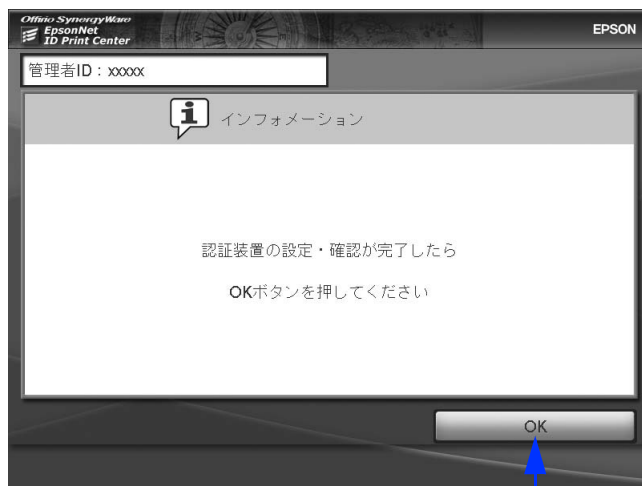 Offirio SynergyWare
EpsonNet
ID Print Center
EPSON
管理者ID：xxxxx
インフォメーション
認証装置の設定・確認が完了したら
OKボタンを押してください
OK